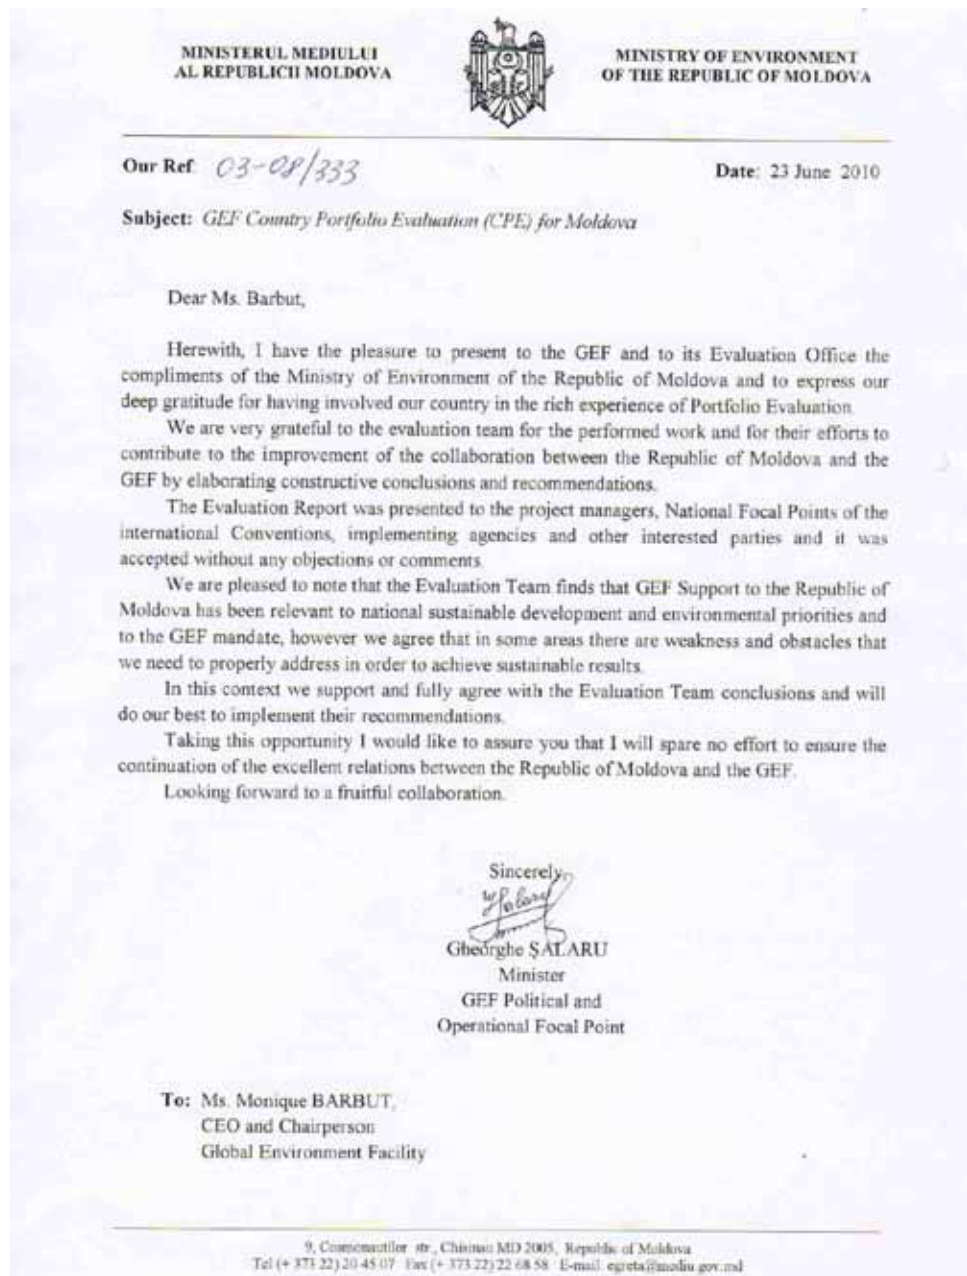 MINISTERUL MEDIULUI
AL REPUBLICII MOLDOVA
MINISTRY OF ENVIRONMENT
OF THE REPUBLIC OF MOLDOVA
Our Ref 03-08/333
Date: 23 June 2010
Subject: GEF Country Portfolio Evaluation (CPE) for Moldova
Dear Ms. Barbut,
Herewith, I have the pleasure to present to the GEF and to its Evaluation Office the
compliments of the Ministry of Environment of the Republic of Moldova and to express our
deep gratitude for having involved our country in the rich experience of Portfolio Evaluation.
We are very grateful to the evaluation team for the performed work and for their efforts to
contribute to the improvement of the collaboration between the Republic of Moldova and the
GEF by elaborating constructive conclusions and recommendations.
The Evaluation Report was presented to the project managers, National Focal Points of the
international Conventions, implementing agencies and other interested parties and it was
accepted without any objections or comments.
We are pleased to note that the Evaluation Team finds that GEF Support to the Republic of
Moldova has been relevant to national sustainable development and environmental priorities and
to the GEF mandate, however we agree that in some areas there are weakness and obstacles that
we need to properly address in order to achieve sustainable results.
In this context we support and fully agree with the Evaluation Team conclusions and will
do our best to implement their recommendations.
Taking this opportunity I would like to assure you that I will spare no effort to ensure the
continuation of the excellent relations between the Republic of Moldova and the GEF.
Looking forward to a fruitful collaboration.
Sincerely,
Gheorghe ŞALARU
Minister
GEF Political and
Operational Focal Point
To: Ms. Monique BARBUT,
CEO and Chairperson
Global Environment Facility
9, Cosmonautilor str., Chisinau MD 2005, Republic of Moldova
Tel (+ 373 22) 20 45 07 Fax (+ 373 22) 22 68 58 E-mail: egreta@mediu.gov.md